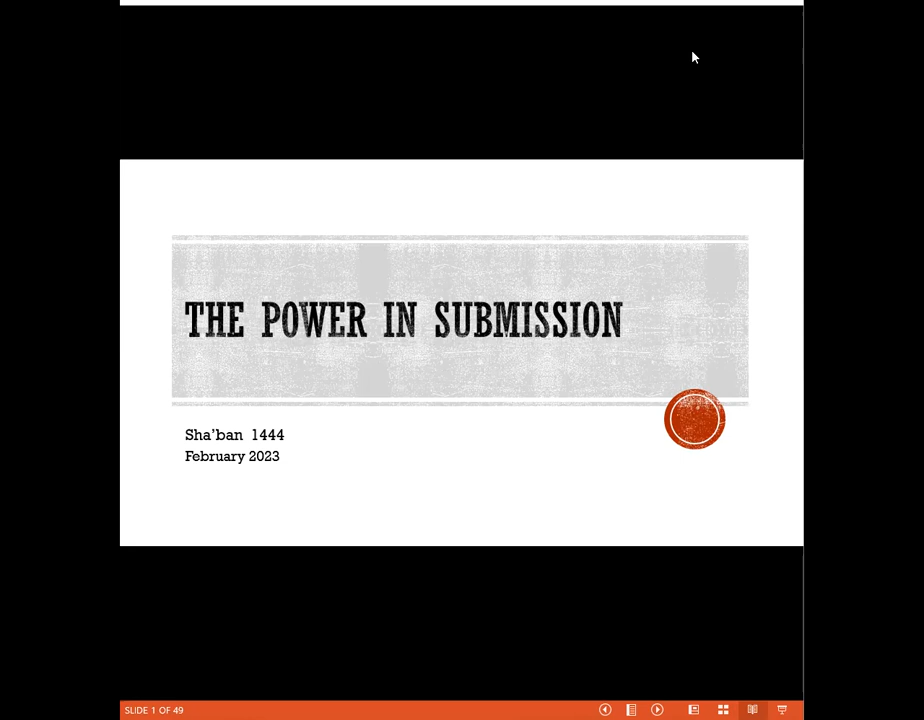 THE POWER IN SUBMISSION
Sha’ban 1444
February 2023
SLIDE 1 OF 49